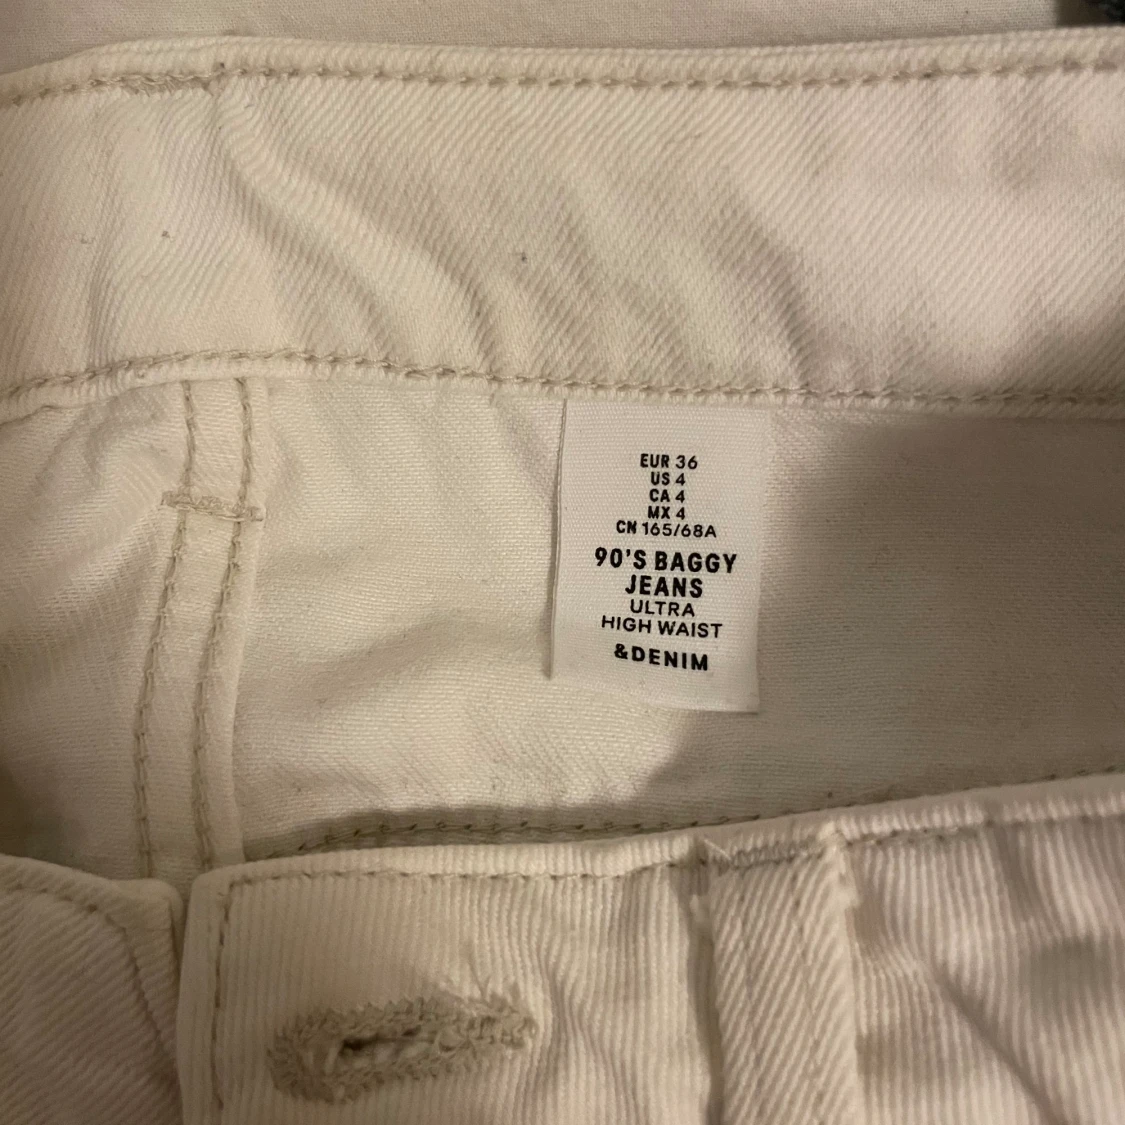 EUR 36
US 4
CA 4
MX 4
CN 165/68A
90'S BAGGY
JEANS
ULTRA
HIGH WAIST
&DENIM